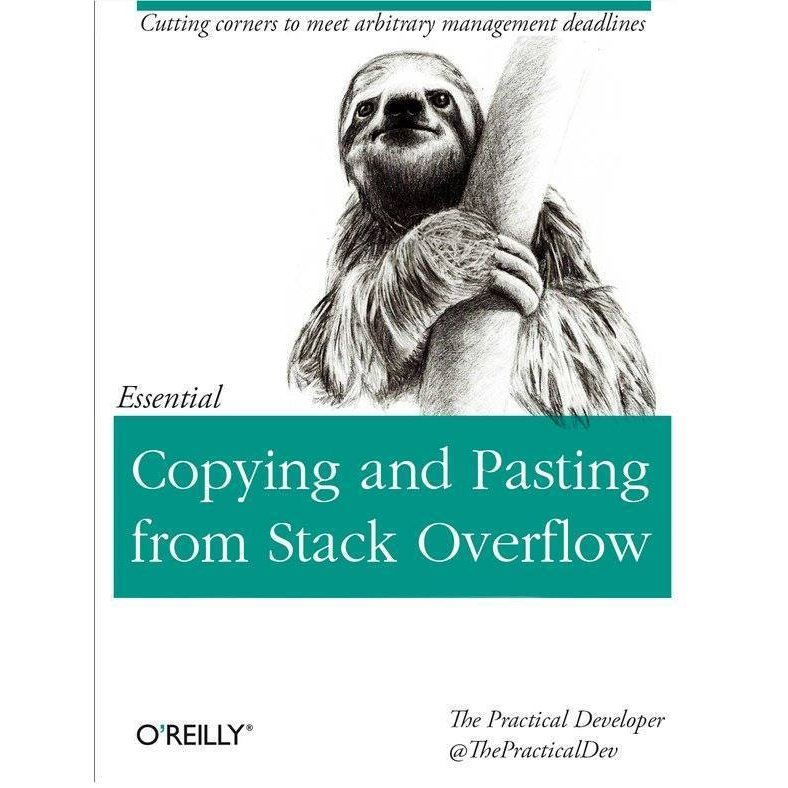 Cutting corners to meet arbitrary management deadlines
Essential
Copying and Pasting
from Stack Overflow
O'REILLY®
The Practical Developer
@ThePracticalDev